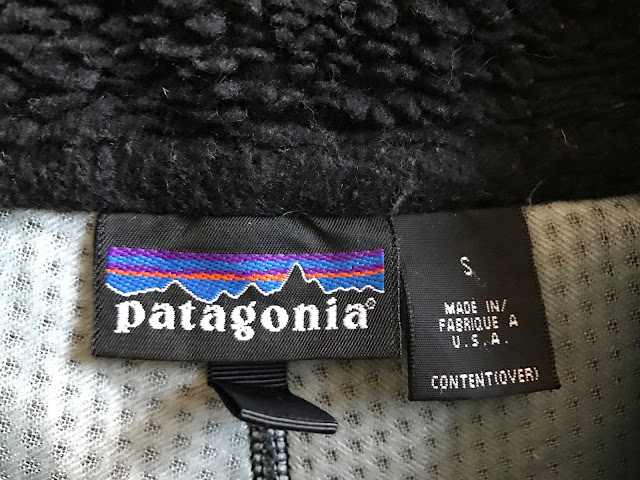 patagonia®
S
MADE IN/
FABRIQUE A
U.S.A.
CONTENT(OVER)